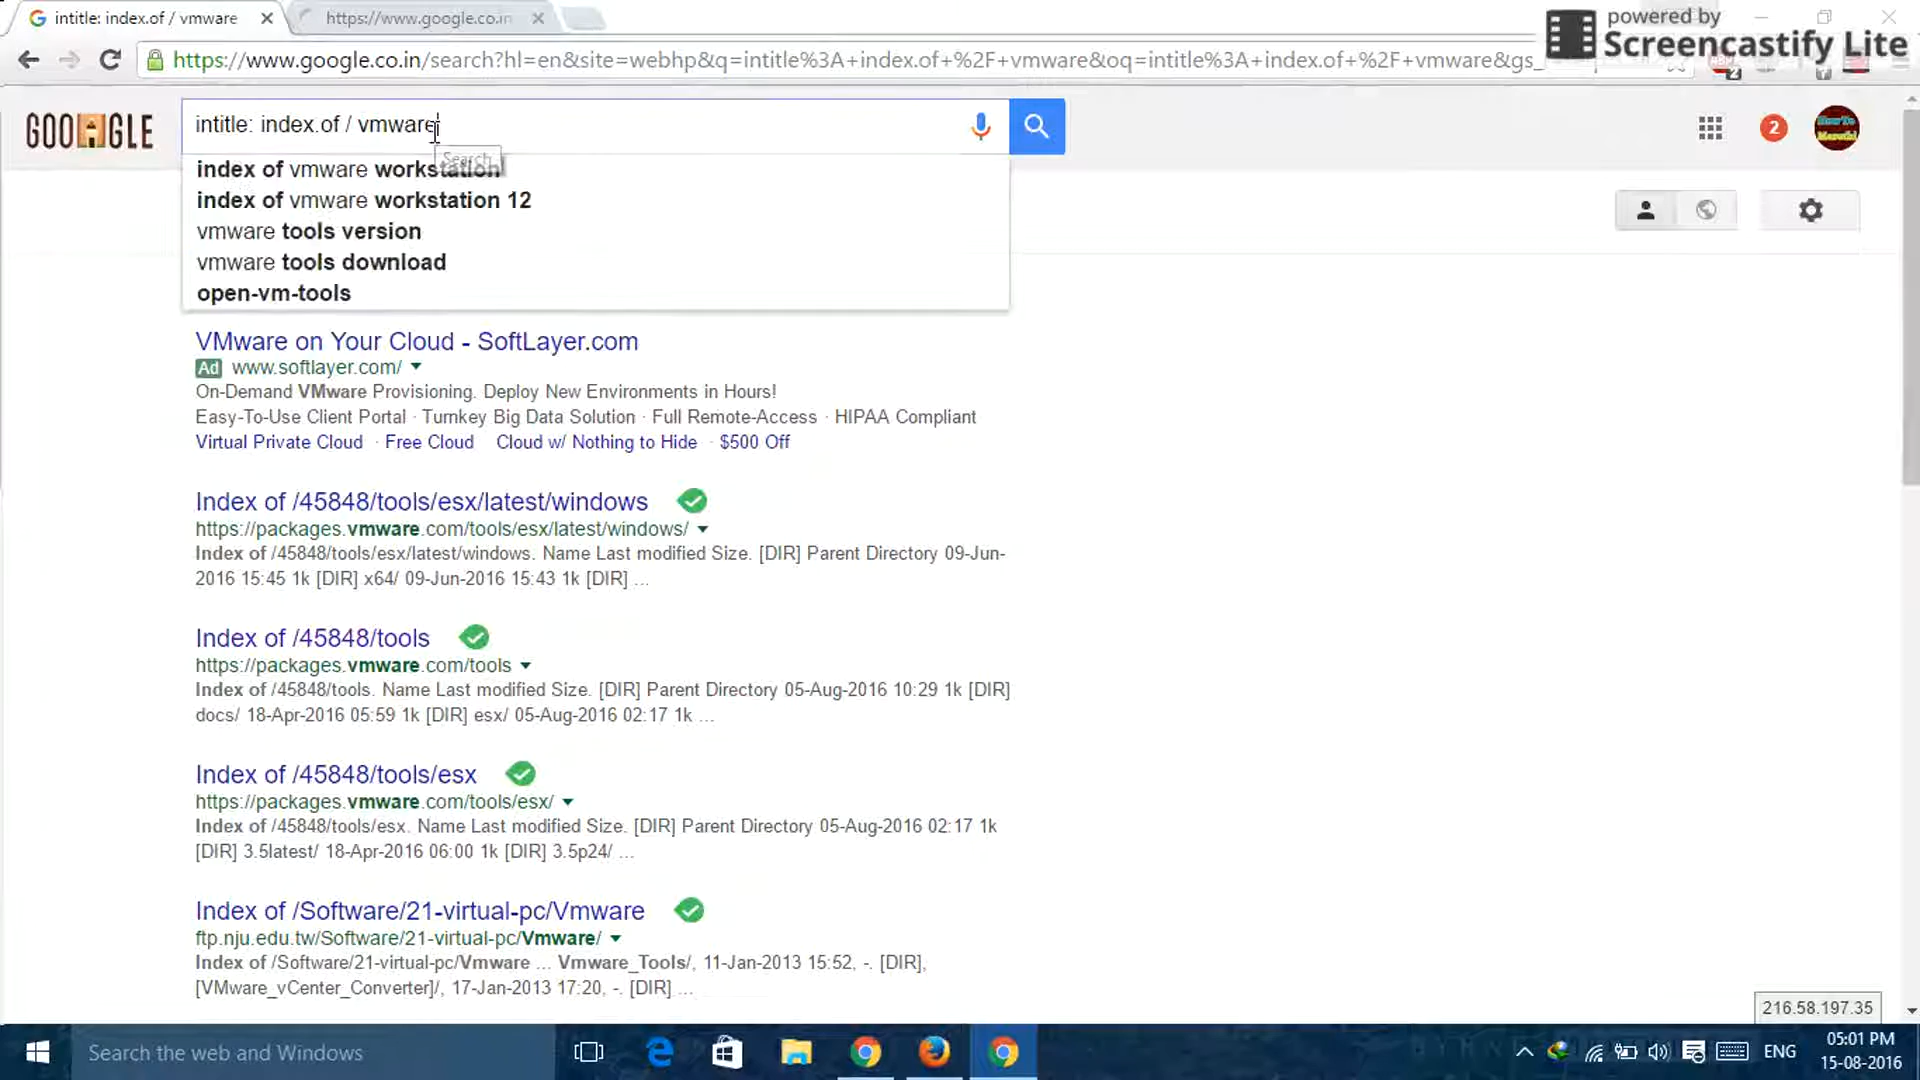 intitle: index.of / vmware
https://www.google.co.in
powered by
Screencastify Lite
https://www.google.co.in/search?hl=en&site=webhp&q=intitle%3A+index.of+%2F+vmware&oq=intitle%3A+index.of+%2F+vmware&gs_
2
GOOGLE
intitle: index.of / vmware
2
Search
index of vmware workstation
index of vmware workstation 12
vmware tools version
vmware tools download
open-vm-tools
VMware on Your Cloud - SoftLayer.com
Ad www.softlayer.com/
On-Demand VMware Provisioning. Deploy New Environments in Hours!
Easy-To-Use Client Portal · Turnkey Big Data Solution · Full Remote-Access · HIPAA Compliant
Virtual Private Cloud · Free Cloud Cloud w/ Nothing to Hide · $500 Off
Index of /45848/tools/esx/latest/windows
https://packages.vmware.com/tools/esx/latest/windows/
Index of /45848/tools/esx/latest/windows. Name Last modified Size. [DIR] Parent Directory 09-Jun-
2016 15:45 1k [DIR] x64/ 09-Jun-2016 15:43 1k [DIR] ...
Index of /45848/tools
https://packages.vmware.com/tools
Index of /45848/tools. Name Last modified Size. [DIR] Parent Directory 05-Aug-2016 10:29 1k [DIR]
docs/ 18-Apr-2016 05:59 1k [DIR] esx/ 05-Aug-2016 02:17 1k ...
Index of /45848/tools/esx
https://packages.vmware.com/tools/esx/
Index of /45848/tools/esx. Name Last modified Size. [DIR] Parent Directory 05-Aug-2016 02:17 1k
[DIR] 3.5latest/ 18-Apr-2016 06:00 1k [DIR] 3.5p24/ ...
Index of /Software/21-virtual-pc/Vmware
ftp.nju.edu.tw/Software/21-virtual-pc/Vmware/
Index of /Software/21-virtual-pc/Vmware ... Vmware_Tools/, 11-Jan-2013 15:52, -. [DIR],
[VMware_vCenter_Converter]/, 17-Jan-2013 17:20, -. [DIR] ...
216.58.197.35
Search the web and Windows
ENG
05:01 PM
15-08-2016